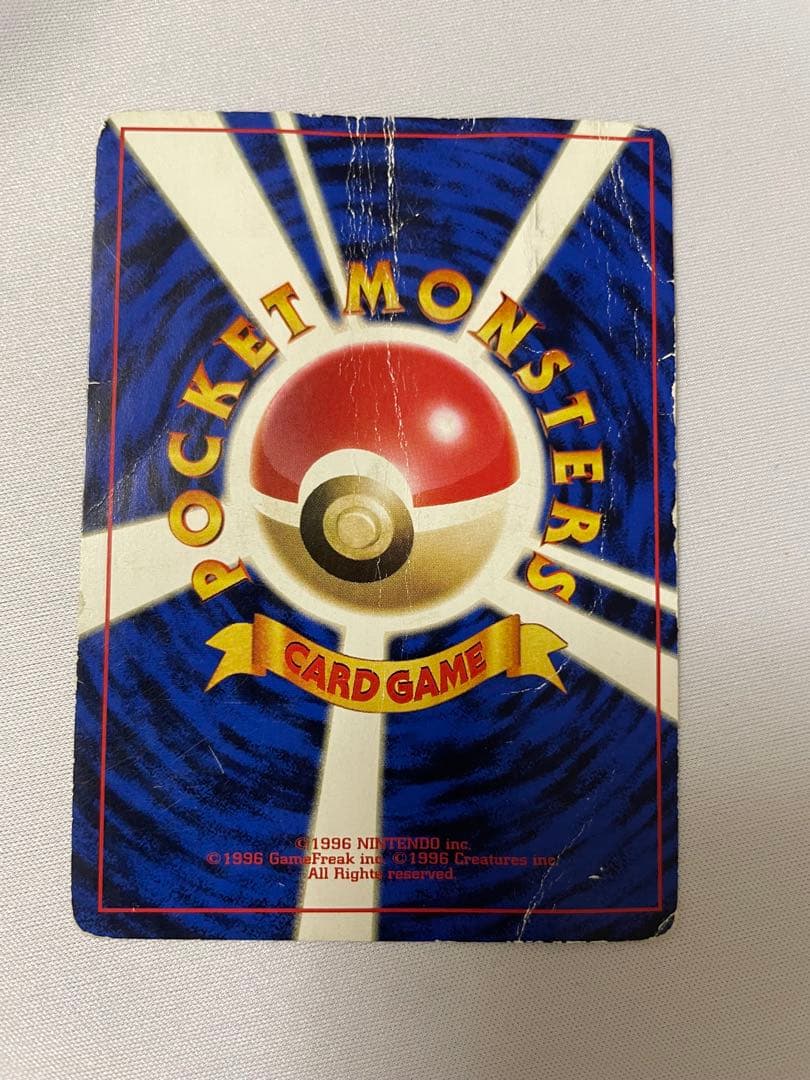 POCKET MONSTERS
CARD GAME
©1996 NINTENDO inc.
©1996 GameFreak inc. ©1996 Creatures inc.
All Rights reserved.